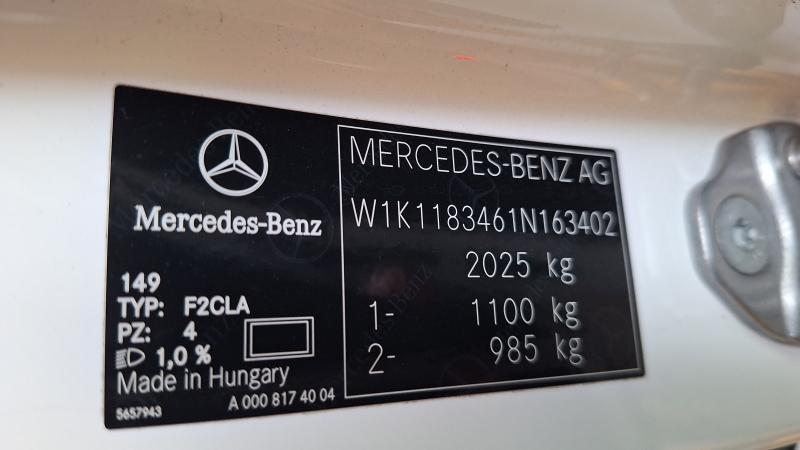 Mercedes-Benz
149
TYP: F2CLA
PZ: 4
1,0 %
Made in Hungary
5657943
A 000 817 40 04
MERCEDES-BENZ AG
W1K1183461N163402
2025 kg
1- 1100 kg
2- 985 kg